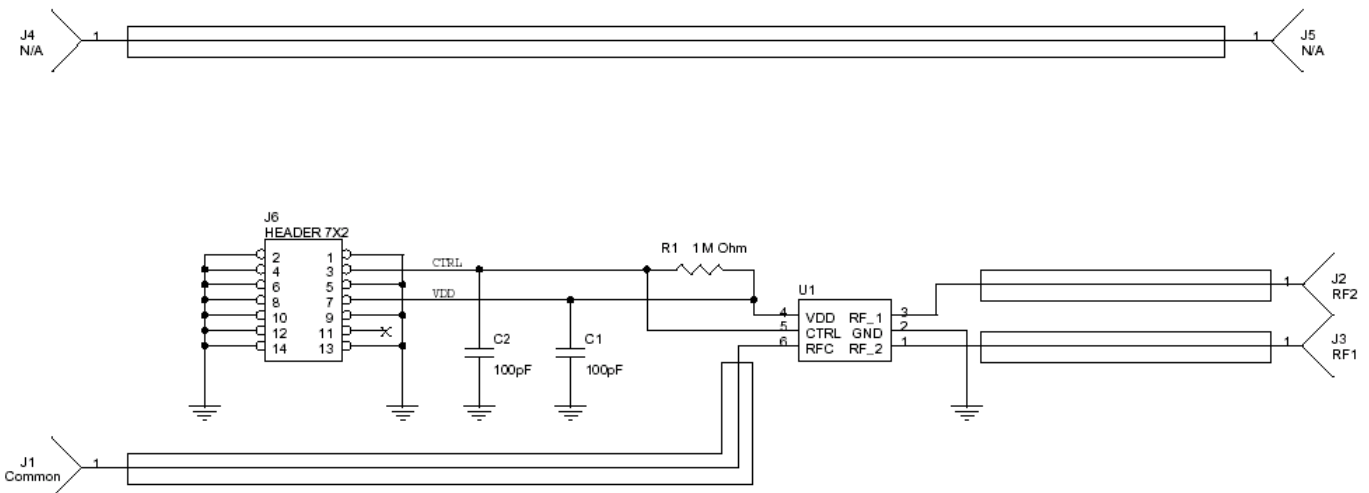 J4
N/A
1
1
J5
N/A
J6
HEADER 7X2
2 1
4 3
6 5
8 7
10 9
12 11
14 13
CTRL
VDD
R1 1 M Ohm
C2
100pF
C1
100pF
U1
4 VDD RF_1 3
5 CTRL GND 2
6 RFC RF_2 1
1
J2
RF2
1
J3
RF1
J1
Common
1